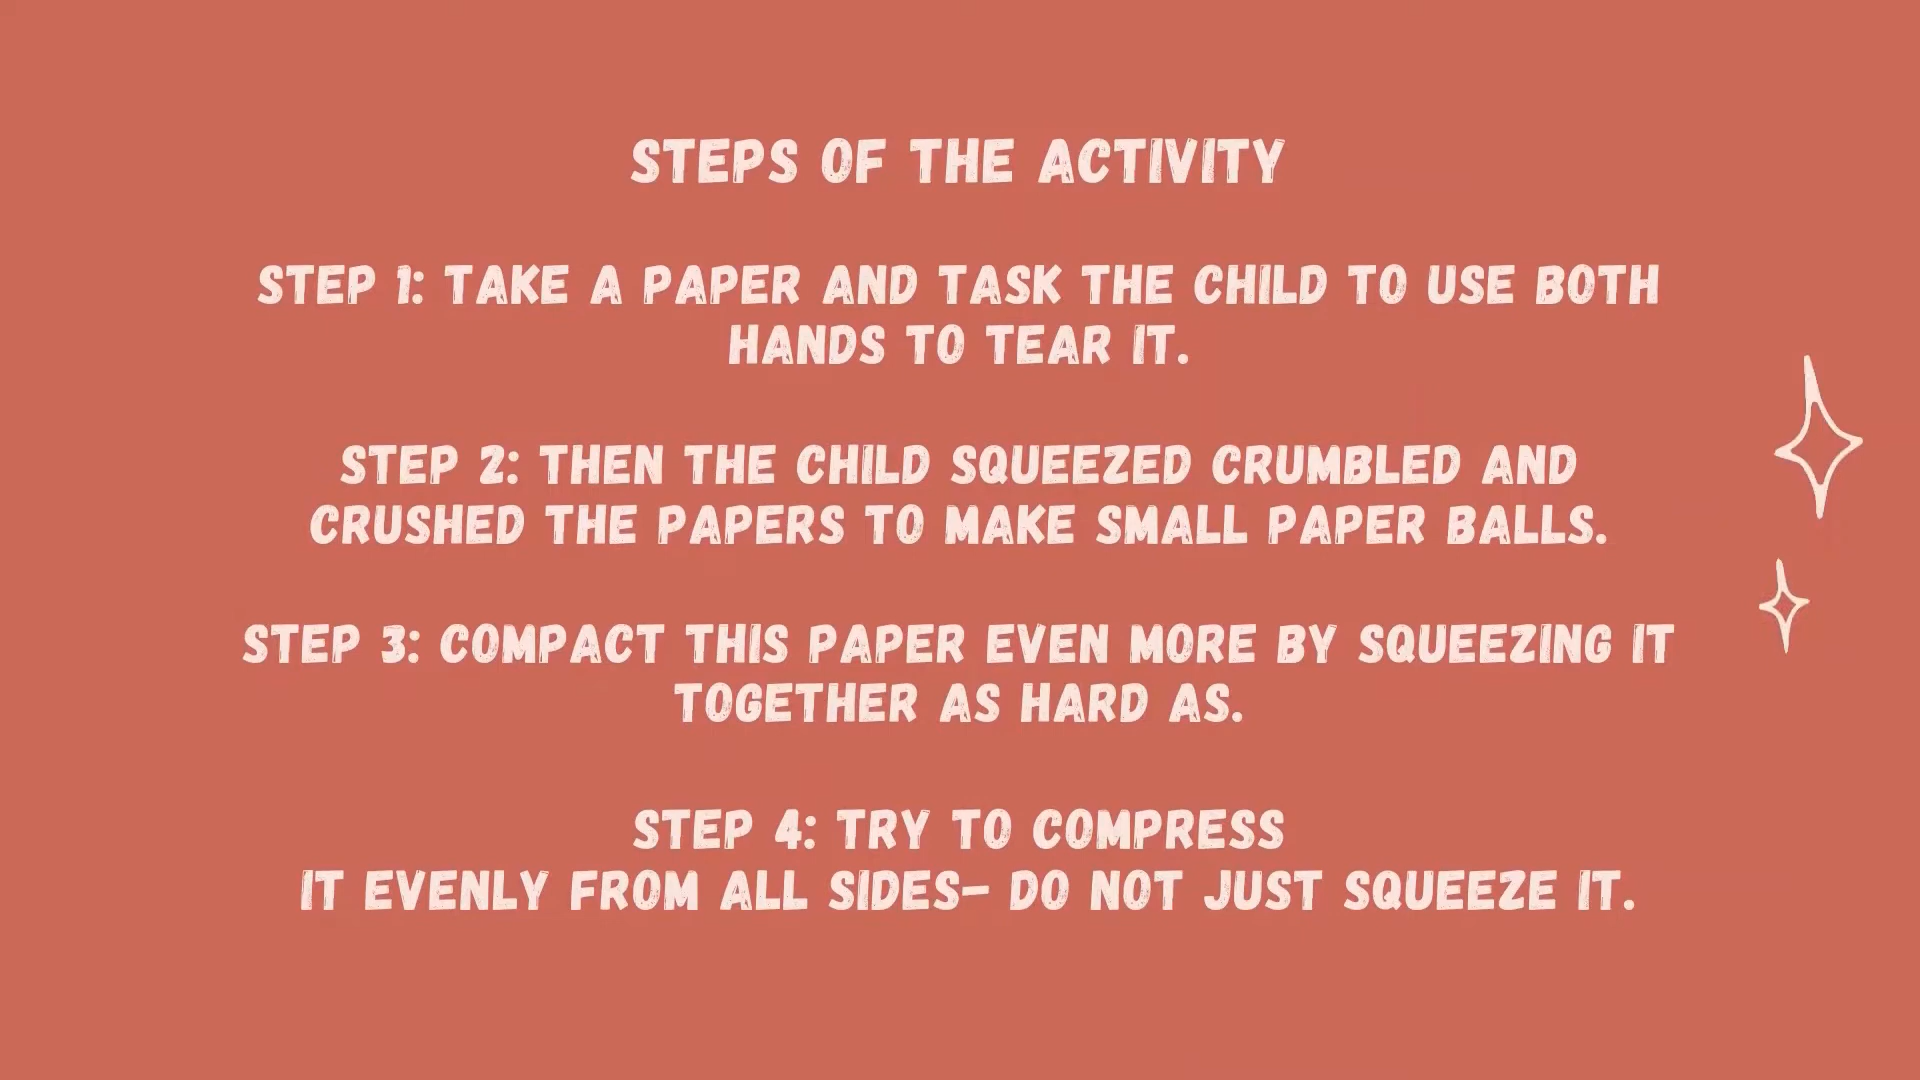 STEPS OF THE ACTIVITY
STEP 1: TAKE A PAPER AND TASK THE CHILD TO USE BOTH
HANDS TO TEAR IT.
STEP 2: THEN THE CHILD SQUEEZED CRUMBLED AND
CRUSHED THE PAPERS TO MAKE SMALL PAPER BALLS.
STEP 3: COMPACT THIS PAPER EVEN MORE BY SQUEEZING IT
TOGETHER AS HARD AS.
STEP 4: TRY TO COMPRESS
IT EVENLY FROM ALL SIDES- DO NOT JUST SQUEEZE IT.